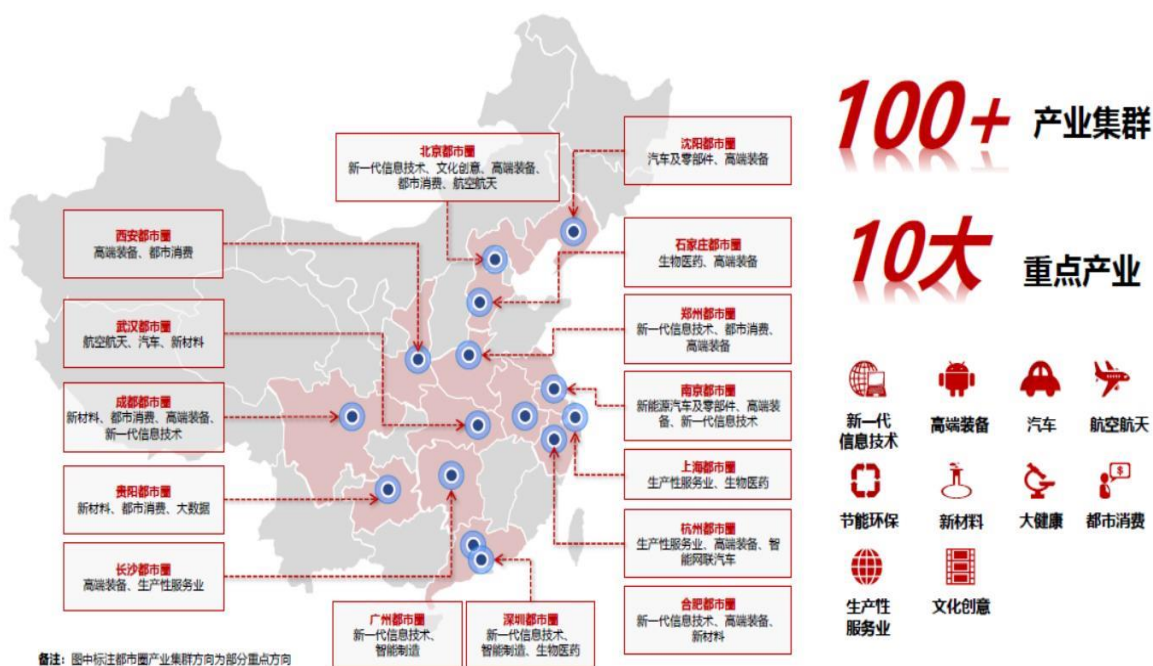 100+ 产业集群
10大 重点产业
北京都市圈
新一代信息技术、文化创意、高端装备、
都市消费、航空航天
沈阳都市圈
汽车及零部件、高端装备
西安都市圈
高端装备、都市消费
石家庄都市圈
生物医药、高端装备
武汉都市圈
航空航天、汽车、新材料
郑州都市圈
新一代信息技术、都市消费、
高端装备
成都都市圈
新材料、都市消费、高端装备、
新一代信息技术
南京都市圈
新能源汽车及零部件、高端装
备、新一代信息技术
贵阳都市圈
新材料、都市消费、大数据
上海都市圈
生产性服务业、生物医药
长沙都市圈
高端装备、生产性服务业
杭州都市圈
生产性服务业、高端装备、智
能网联汽车
广州都市圈
新一代信息技术、
智能制造
深圳都市圈
新一代信息技术、
智能制造、生物医药
合肥都市圈
新一代信息技术、高端装备、
新材料
新一代
信息技术
高端装备
汽车
航空航天
节能环保
新材料
大健康
都市消费
$
生产性
服务业
文化创意
备注：图中标注都市圈产业集群方向为部分重点方向